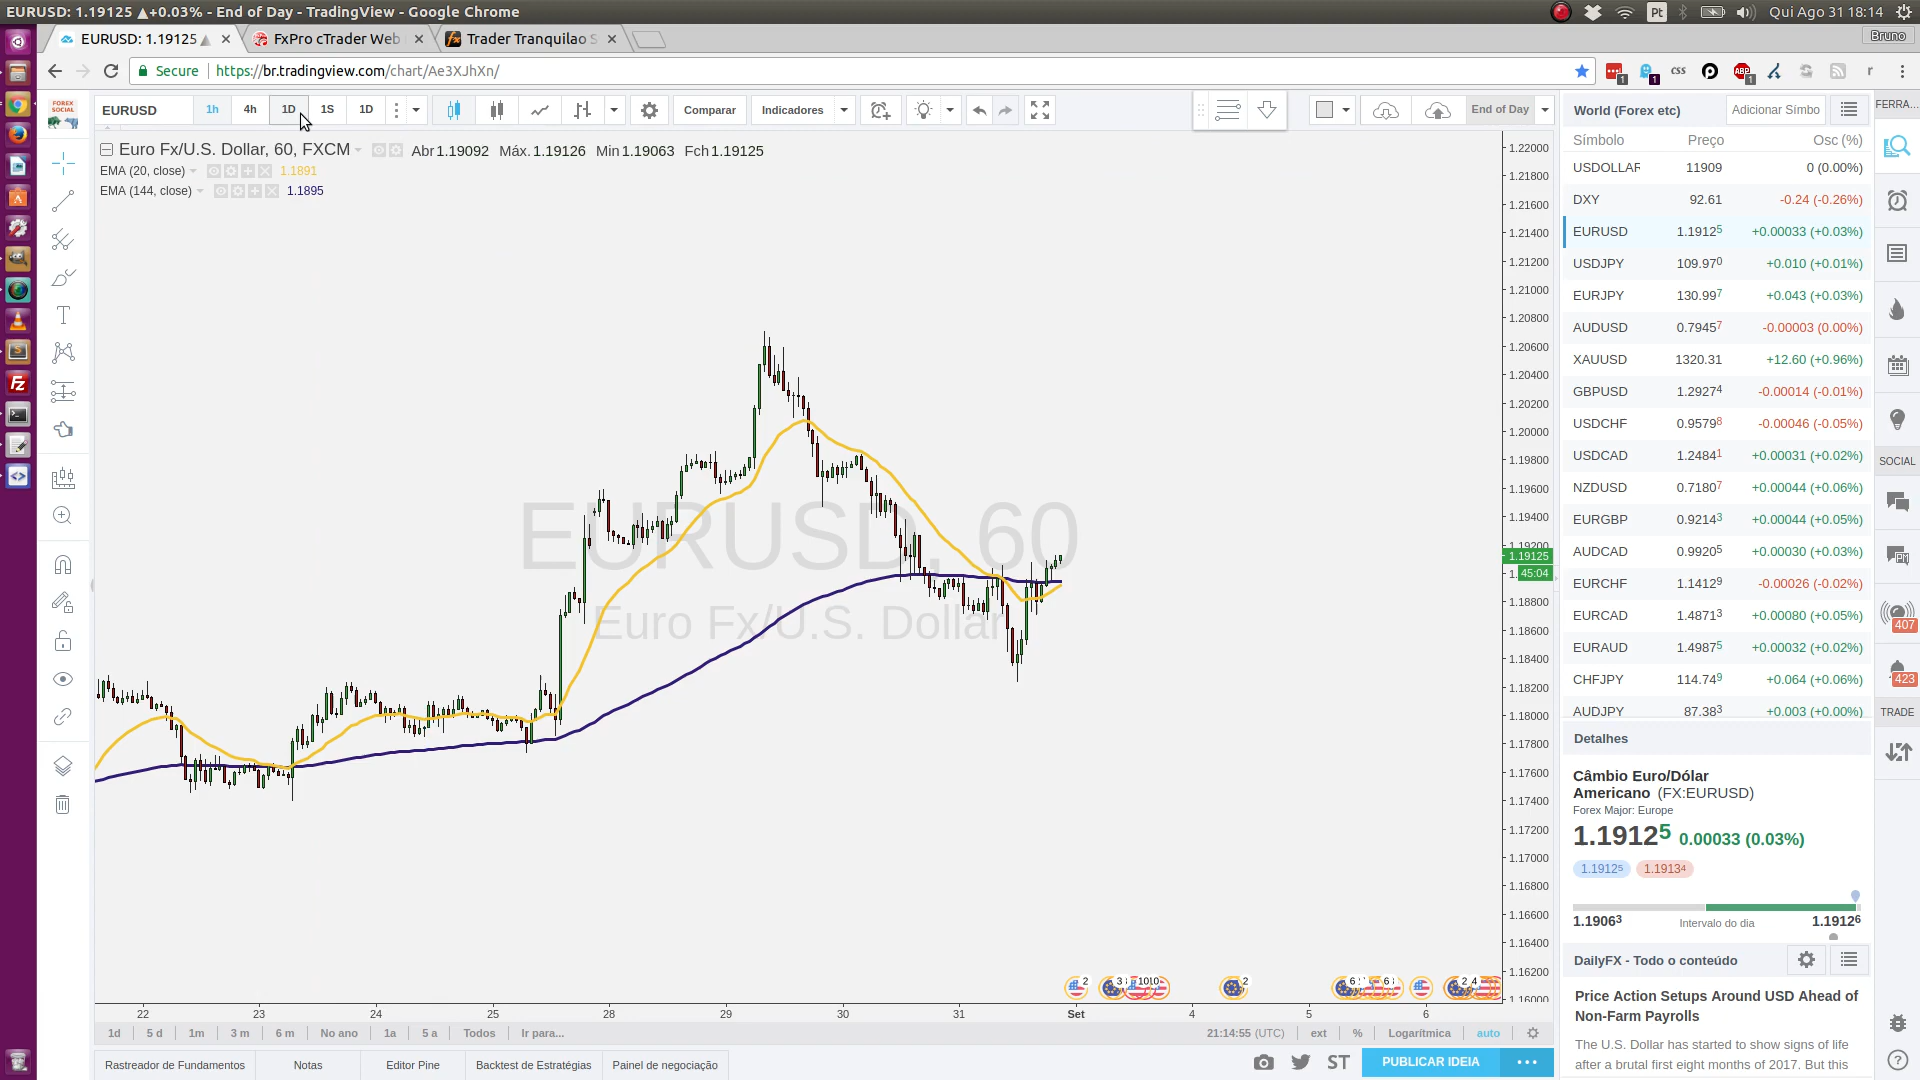 EURUSD: 1.19125 ▲+0.03% - End of Day - TradingView - Google Chrome
Pt
Qui Ago 31 18:14
EURUSD: 1.19125 ▲
FxPro cTrader Web
Trader Tranquilao S
Bruno
Secure
https://br.tradingview.com/chart/Ae3XJhXn/
EURUSD
1h
4h
1D
1S
1D
Comparar
Indicadores
End of Day
World (Forex etc)
Adicionar Símbo
FERRA...
FOREX SOCIAL
Euro Fx/U.S. Dollar, 60, FXCM
Abr1.19092 Máx.1.19126 Min1.19063 Fch1.19125
EMA (20, close) 1.1891
EMA (144, close) 1.1895
EURUSD, 60
Euro Fx/U.S. Dollar
1.22000
1.21800
1.21600
1.21400
1.21200
1.21000
1.20800
1.20600
1.20400
1.20200
1.20000
1.19800
1.19600
1.19400
1.19200
1.19125
45:04
1.18800
1.18600
1.18400
1.18200
1.18000
1.17800
1.17600
1.17400
1.17200
1.17000
1.16800
1.16600
1.16400
1.16200
1.16000
22 23 24 25 28 29 30 31 Set 4 5 6
1d 5 d 1m 3 m 6 m No ano 1a 5 a Todos Ir para...
21:14:55 (UTC) ext % Logarítmica auto
Rastreador de Fundamentos Notas Editor Pine Backtest de Estratégias Painel de negociação
ST
PUBLICAR IDEIA
Símbolo Preço Osc (%)
USDOLLAR 11909 0 (0.00%)
DXY 92.61 -0.24 (-0.26%)
EURUSD 1.19125 +0.00033 (+0.03%)
USDJPY 109.970 +0.010 (+0.01%)
EURJPY 130.997 +0.043 (+0.03%)
AUDUSD 0.79457 -0.00003 (0.00%)
XAUUSD 1320.31 +12.60 (+0.96%)
GBPUSD 1.29274 -0.00014 (-0.01%)
USDCHF 0.95798 -0.00046 (-0.05%)
USDCAD 1.24841 +0.00031 (+0.02%)
NZDUSD 0.71807 +0.00044 (+0.06%)
EURGBP 0.92143 +0.00044 (+0.05%)
AUDCAD 0.99205 +0.00030 (+0.03%)
EURCHF 1.14129 -0.00026 (-0.02%)
EURCAD 1.48713 +0.00080 (+0.05%)
EURAUD 1.49875 +0.00032 (+0.02%)
CHFJPY 114.749 +0.064 (+0.06%)
AUDJPY 87.383 +0.003 (+0.00%)
Detalhes
Câmbio Euro/Dólar
Americano (FX:EURUSD)
Forex Major: Europe
1.19125 0.00033 (0.03%)
1.19125 1.19134
1.19063 Intervalo do dia 1.19126
DailyFX - Todo o conteúdo
Price Action Setups Around USD Ahead of
Non-Farm Payrolls
The U.S. Dollar has started to show signs of life
after a brutal first eight months of 2017. But this
SOCIAL
407
423
TRADE